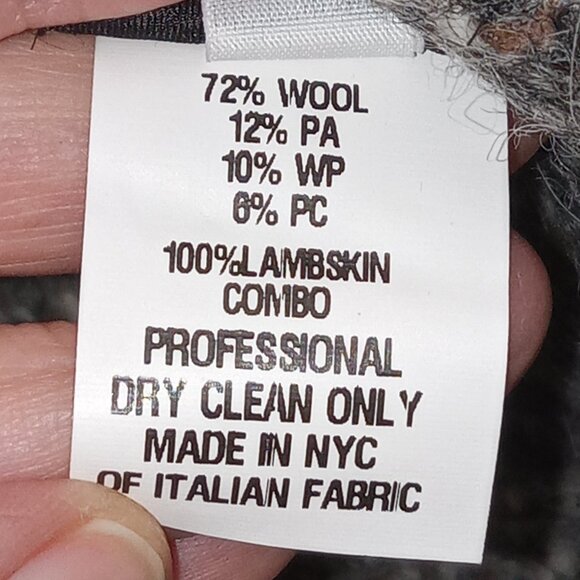 72% WOOL
12% PA
10% WP
6% PC
100%LAMBSKIN
COMBO
PROFESSIONAL
DRY CLEAN ONLY
MADE IN NYC
OF ITALIAN FABRIC